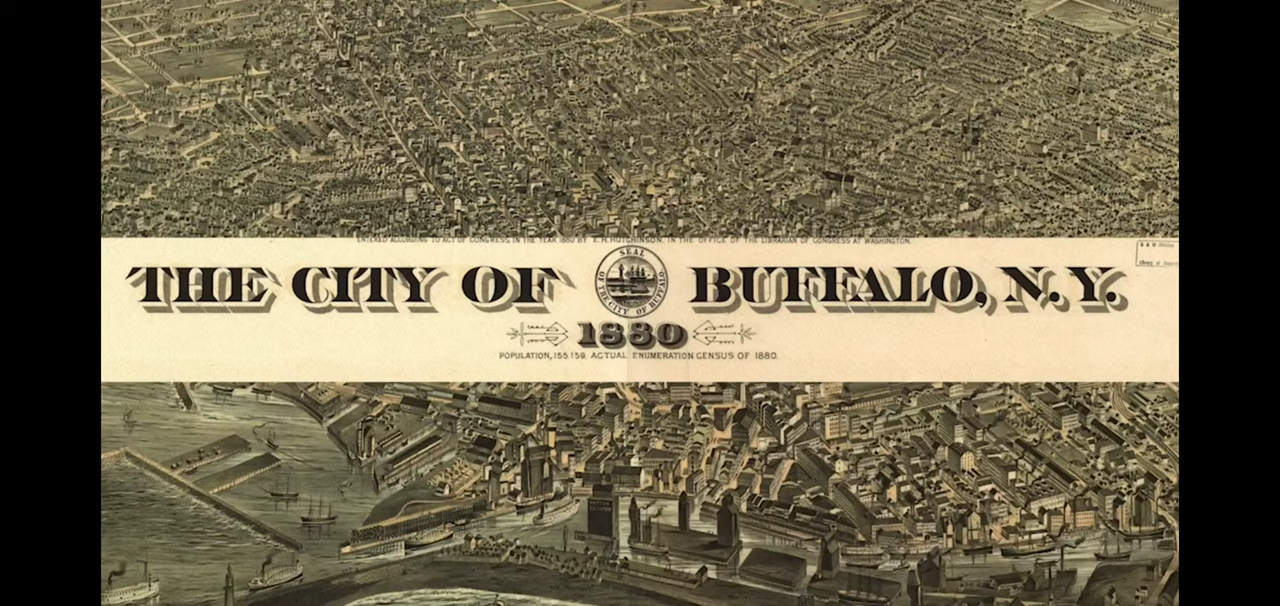 ENTERED ACCORDING TO ACT OF CONGRESS, IN THE YEAR 1880 BY E.H. HUTCHINSON, IN THE OFFICE OF THE LIBRARIAN OF CONGRESS AT WASHINGTON.
THE CITY OF BUFFALO, N.Y.
SEAL OF THE CITY OF BUFFALO
1880
POPULATION, 155.159. ACTUAL ENUMERATION CENSUS OF 1880.